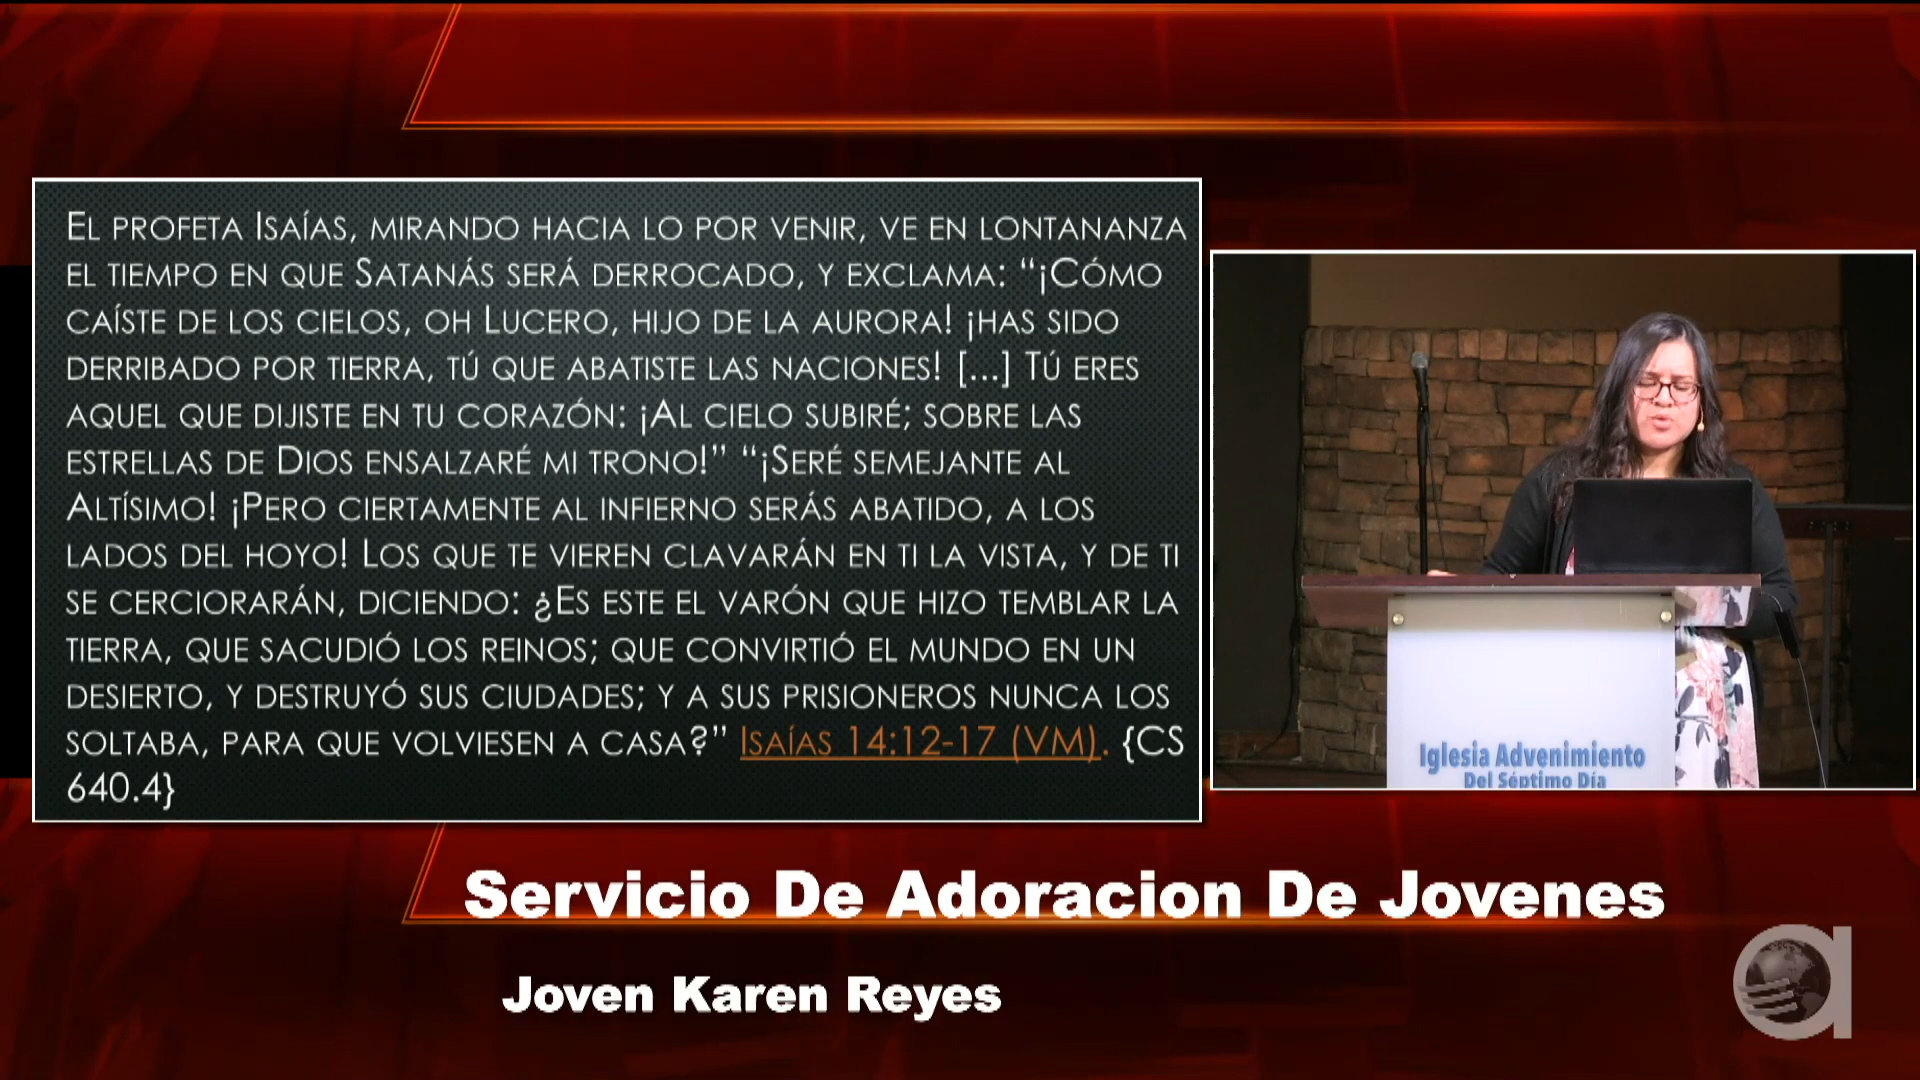 El profeta Isaías, mirando hacia lo por venir, ve en lontananza
el tiempo en que Satanás será derrocado, y exclama: “¡Cómo
caíste de los cielos, oh Lucero, hijo de la aurora! ¡has sido
derribado por tierra, tú que abatiste las naciones! [...] Tú eres
aquel que dijiste en tu corazón: ¡Al cielo subiré; sobre las
estrellas de Dios ensalzaré mi trono!” “¡Seré semejante al
Altísimo! ¡Pero ciertamente al infierno serás abatido, a los
lados del hoyo! Los que te vieren clavarán en ti la vista, y de ti
se cerciorarán, diciendo: ¿Es este el varón que hizo temblar la
tierra, que sacudió los reinos; que convirtió el mundo en un
desierto, y destruyó sus ciudades; y a sus prisioneros nunca los
soltaba, para que volviesen a casa?” Isaías 14:12-17 (VM). {CS
640.4}
Iglesia Advenimiento
Del Séptimo Día
Servicio De Adoracion De Jovenes
Joven Karen Reyes